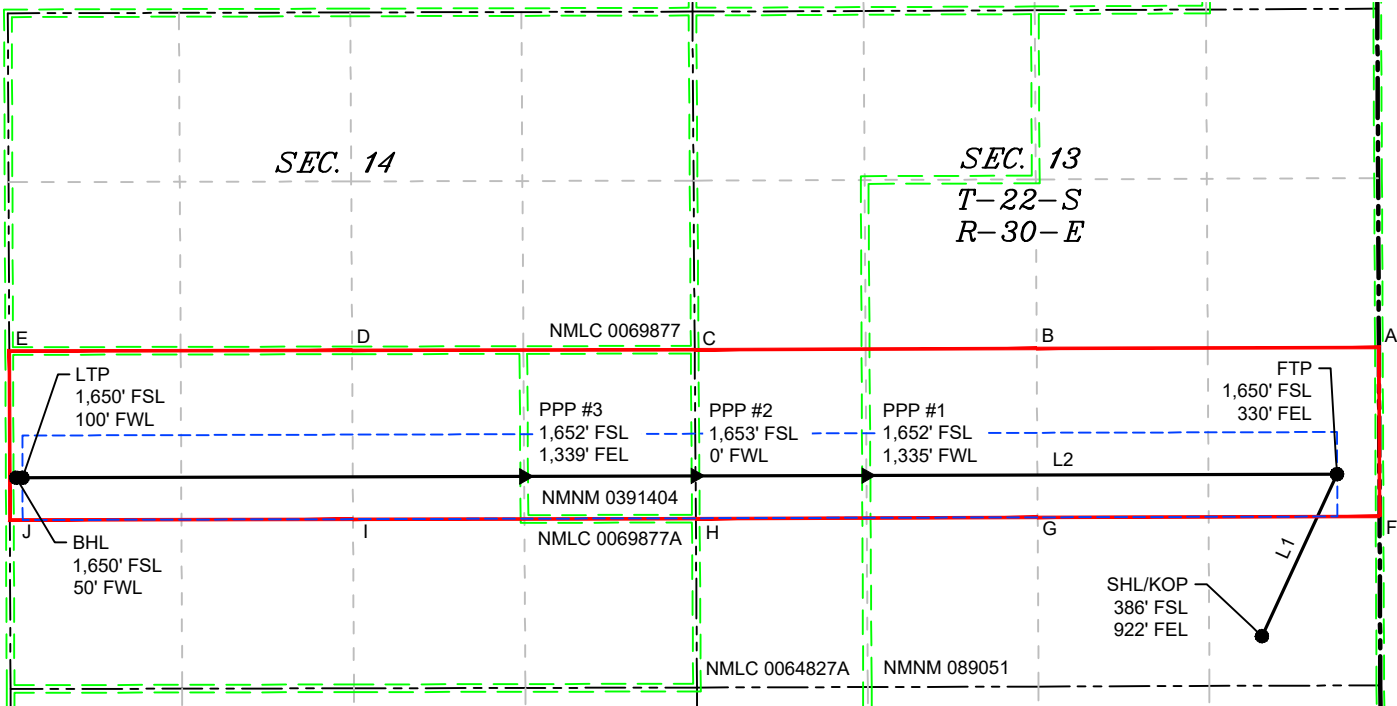 SEC. 14
SEC. 13
T-22-S
R-30-E
E
D
NMLC 0069877
C
B
A
LTP
1,650' FSL
100' FWL
PPP #3
1,652' FSL
1,339' FEL
PPP #2
1,653' FSL
0' FWL
PPP #1
1,652' FSL
1,335' FWL
FTP
1,650' FSL
330' FEL
L2
NMNM 0391404
J
I
NMLC 0069877A
H
G
F
BHL
1,650' FSL
50' FWL
L1
SHL/KOP
386' FSL
922' FEL
NMLC 0064827A
NMNM 089051